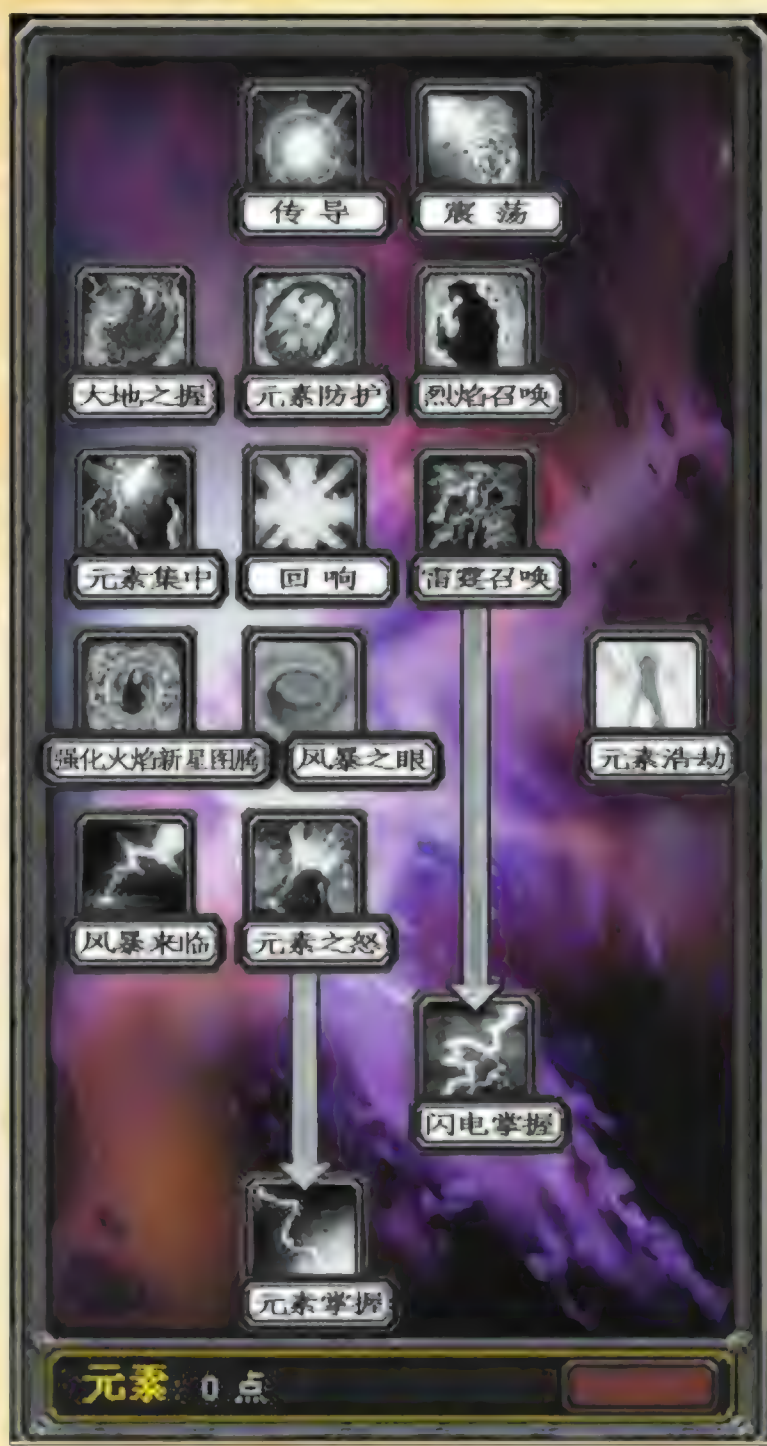 传导 震荡
大地之握 元素防护 烈焰召唤
元素集中 回响 雷霆召唤
强化火焰新星图腾 风暴之眼 元素浩劫
风暴来临 元素之怒
闪电掌握
元素掌握
元素 0 点